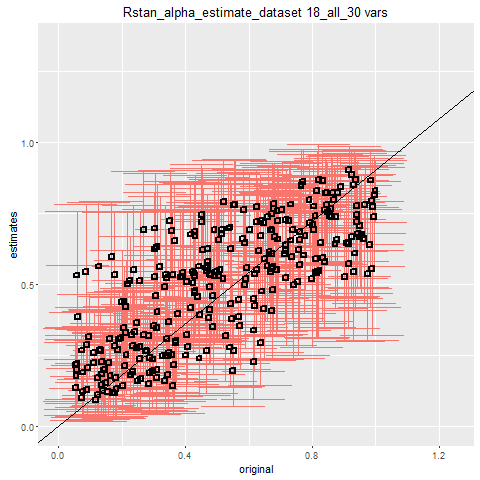 Rstan_alpha_estimate_dataset 18_all_30 vars
estimates
1.0
0.5
0.0
0.0 0.4 0.8 1.2
original